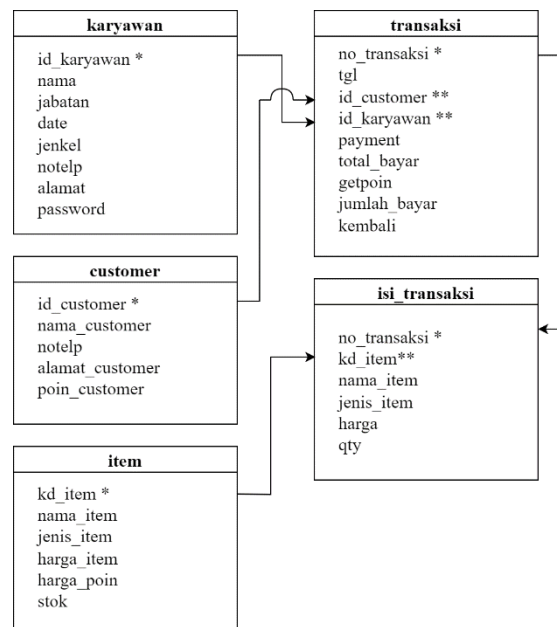 karyawan
id_karyawan *
nama
jabatan
date
jenkel
notelp
alamat
password
transaksi
no_transaksi *
tgl
id_customer **
id_karyawan **
payment
total_bayar
getpoin
jumlah_bayar
kembali
customer
id_customer *
nama_customer
notelp
alamat_customer
poin_customer
isi_transaksi
no_transaksi *
kd_item**
nama_item
jenis_item
harga
qty
item
kd_item *
nama_item
jenis_item
harga_item
harga_poin
stok